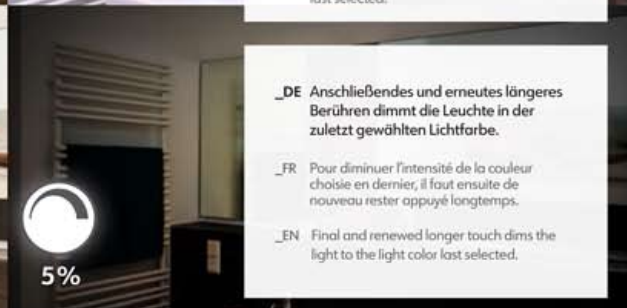 last selected.
_DE Anschließendes und erneutes längeres
Berühren dimmt die Leuchte in der
zuletzt gewählten Lichtfarbe.
_FR Pour diminuer l'intensité de la couleur
choisie en dernier, il faut ensuite de
nouveau rester appuyé longtemps.
_EN Final and renewed longer touch dims the
light to the light color last selected.
5%